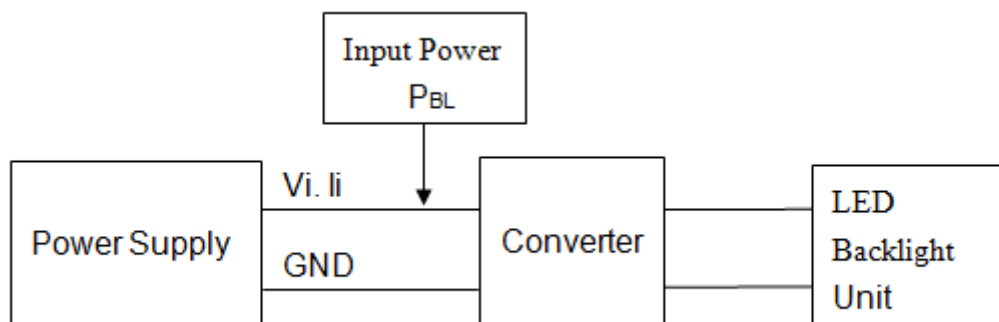 Input Power
PBL
Vi. Ii
Power Supply
GND
Converter
LED
Backlight
Unit